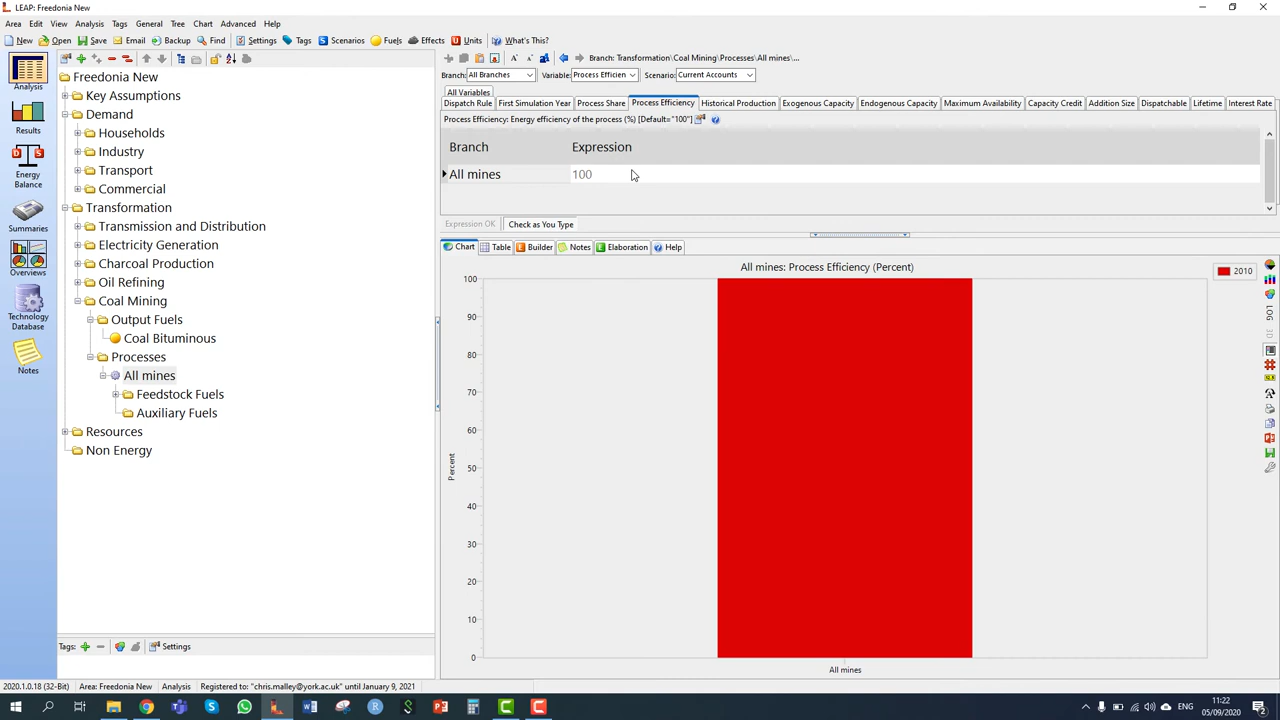 LEAP: Freedonia New
Area Edit View Analysis Tags General Tree Chart Advanced Help
New Open Save Email Backup Find Settings Tags Scenarios Fuels Effects Units What's This?
Analysis
Results
Energy
Balance
Summaries
Overviews
Technology
Database
Notes
Freedonia New
Key Assumptions
Demand
Households
Industry
Transport
Commercial
Transformation
Transmission and Distribution
Electricity Generation
Charcoal Production
Oil Refining
Coal Mining
Output Fuels
Coal Bituminous
Processes
All mines
Feedstock Fuels
Auxiliary Fuels
Resources
Non Energy
Tags: Settings
Branch: Transformation\Coal Mining\Processes\All mines\...
Branch: All Branches Variable: Process Efficien Scenario: Current Accounts
All Variables
Dispatch Rule First Simulation Year Process Share Process Efficiency Historical Production Exogenous Capacity Endogenous Capacity Maximum Availability Capacity Credit Addition Size Dispatchable Lifetime Interest Rate
Process Efficiency: Energy efficiency of the process (%) [Default="100"]
Branch Expression
All mines 100
Expression OK Check as You Type
Chart Table Builder Notes Elaboration Help
All mines: Process Efficiency (Percent)
2010
100
90
80
70
60
50
40
30
20
10
0
Percent
All mines
LOG
3D
2020.1.0.18 (32-Bit) Area: Freedonia New Analysis Registered to: "chris.malley@york.ac.uk" until January 9, 2021
ENG
11:22
05/09/2020
2